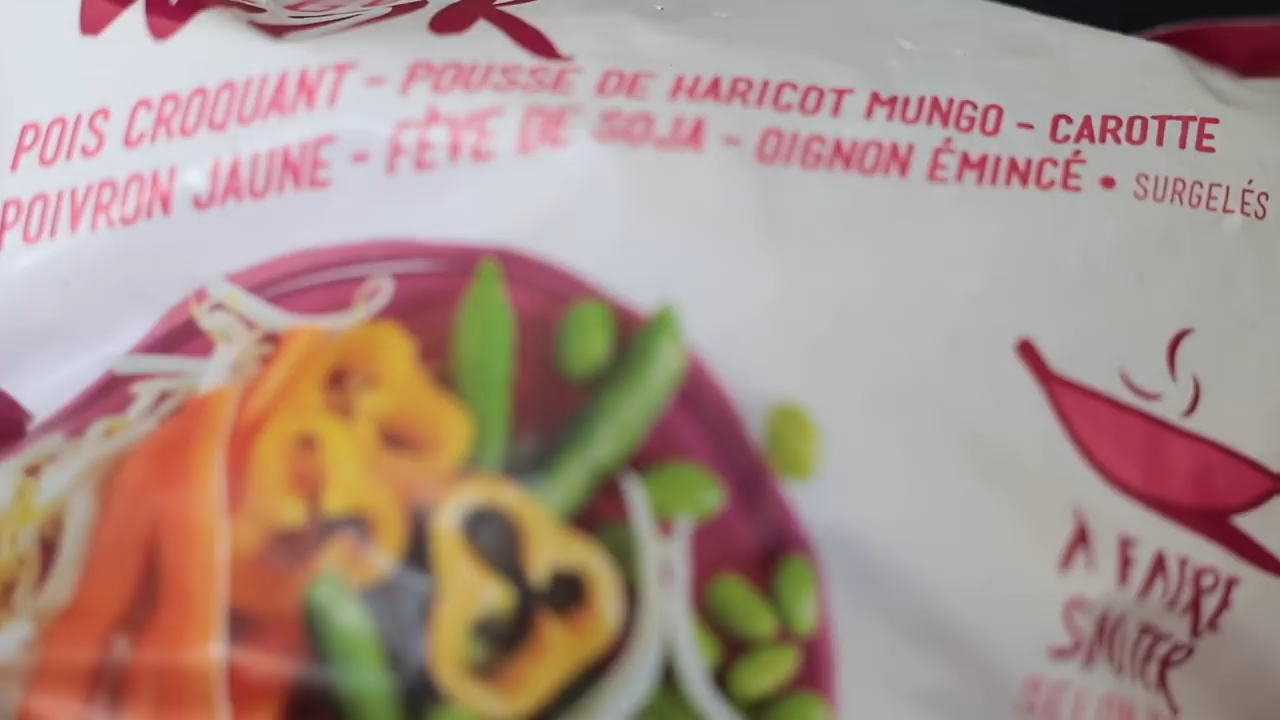 POIS CROQUANT - POUSSE DE HARICOT MUNGO - CAROTTE
POIVRON JAUNE - FÈVE DE SOJA - OIGNON ÉMINCÉ • SURGELÉS
À FAIRE
SAUTER